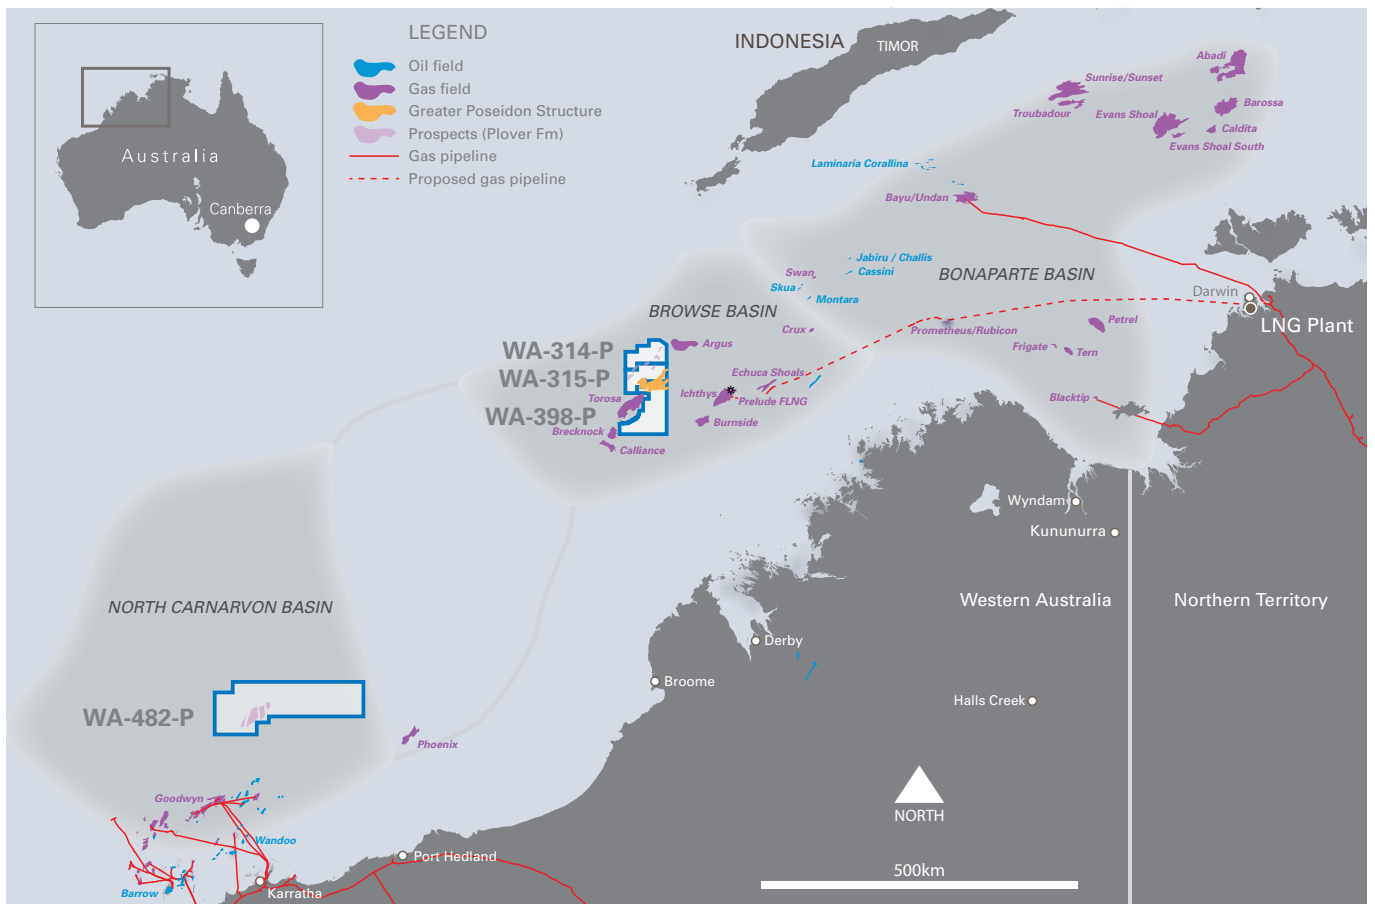 LEGEND
Oil field
Gas field
Greater Poseidon Structure
Prospects (Plover Fm)
Gas pipeline
Proposed gas pipeline
Australia
Canberra
INDONESIA
TIMOR
Abadi
Sunrise/Sunset
Troubadour
Evans Shoal
Barossa
Caldita
Evans Shoal South
Laminaria Corallina
Bayu/Undan
Jabiru / Challis
Swan
Cassini
Skua
Montara
BONAPARTE BASIN
Darwin
LNG Plant
BROWSE BASIN
Crux
Prometheus/Rubicon
Petrel
Frigate
Tern
WA-314-P
Argus
WA-315-P
Echuca Shoals
Ichthys
Prelude FLNG
Torosa
Blacktip
WA-398-P
Burnside
Brecknock
Calliance
Wyndam
Kununurra
Western Australia
Northern Territory
NORTH CARNARVON BASIN
Derby
Broome
Halls Creek
WA-482-P
Phoenix
Goodwyn
NORTH
Wandoo
Port Hedland
500km
Barrow
Karratha